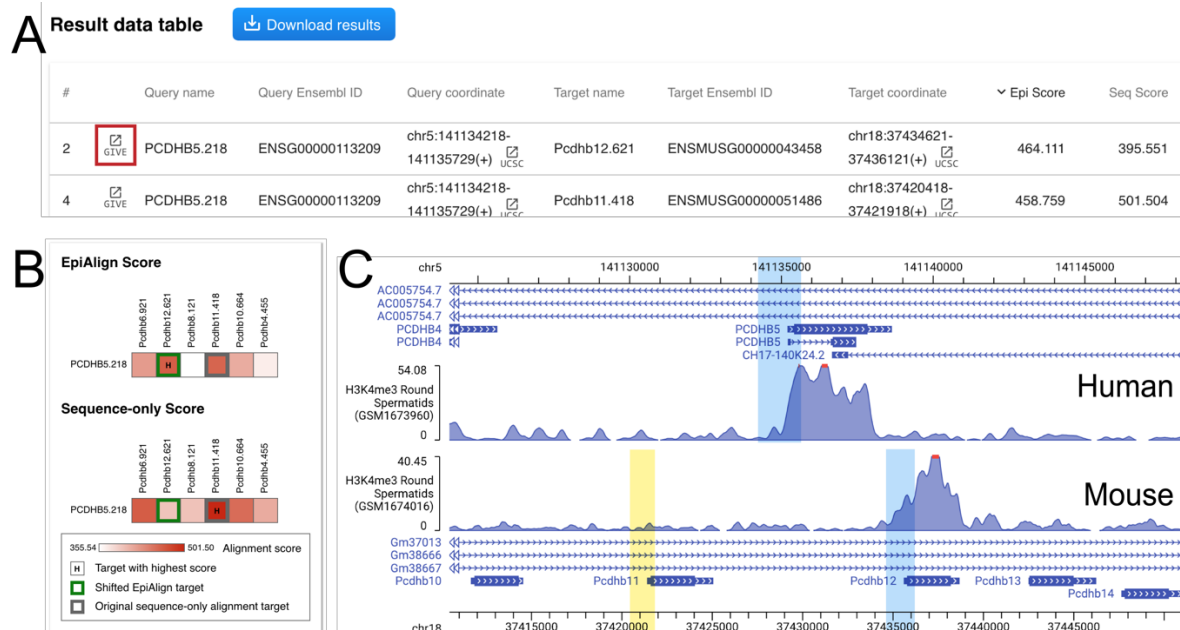 A
Result data table
Download results
# Query name Query Ensembl ID Query coordinate Target name Target Ensembl ID Target coordinate Epi Score Seq Score
2 GIVE PCDHB5.218 ENSG00000113209 chr5:141134218-141135729(+) UCSC Pcdhb12.621 ENSMUSG00000043458 chr18:37434621-37436121(+) UCSC 464.111 395.551
4 GIVE PCDHB5.218 ENSG00000113209 chr5:141134218-141135729(+) UCSC Pcdhb11.418 ENSMUSG00000051486 chr18:37420418-37421918(+) UCSC 458.759 501.504
B
EpiAlign Score
Pcdhb6.921 Pcdhb12.621 Pcdhb8.121 Pcdhb11.418 Pcdhb10.664 Pcdhb4.455
PCDHB5.218 H
Sequence-only Score
Pcdhb6.921 Pcdhb12.621 Pcdhb8.121 Pcdhb11.418 Pcdhb10.664 Pcdhb4.455
PCDHB5.218 H
355.54 501.50 Alignment score
H Target with highest score
Shifted EpiAlign target
Original sequence-only alignment target
C
chr5 141130000 141135000 141140000 141145000
AC005754.7
AC005754.7
AC005754.7
PCDHB4 PCDHB5
PCDHB4 PCDHB5
CH17-140K24.2
54.08
H3K4me3 Round
Spermatids
(GSM1673960)
0
Human
40.45
H3K4me3 Round
Spermatids
(GSM1674016)
0
Mouse
Gm37013
Gm38666
Gm38667
Pcdhb10 Pcdhb11 Pcdhb12 Pcdhb13
Pcdhb14
chr18 37415000 37420000 37425000 37430000 37435000 37440000 37445000